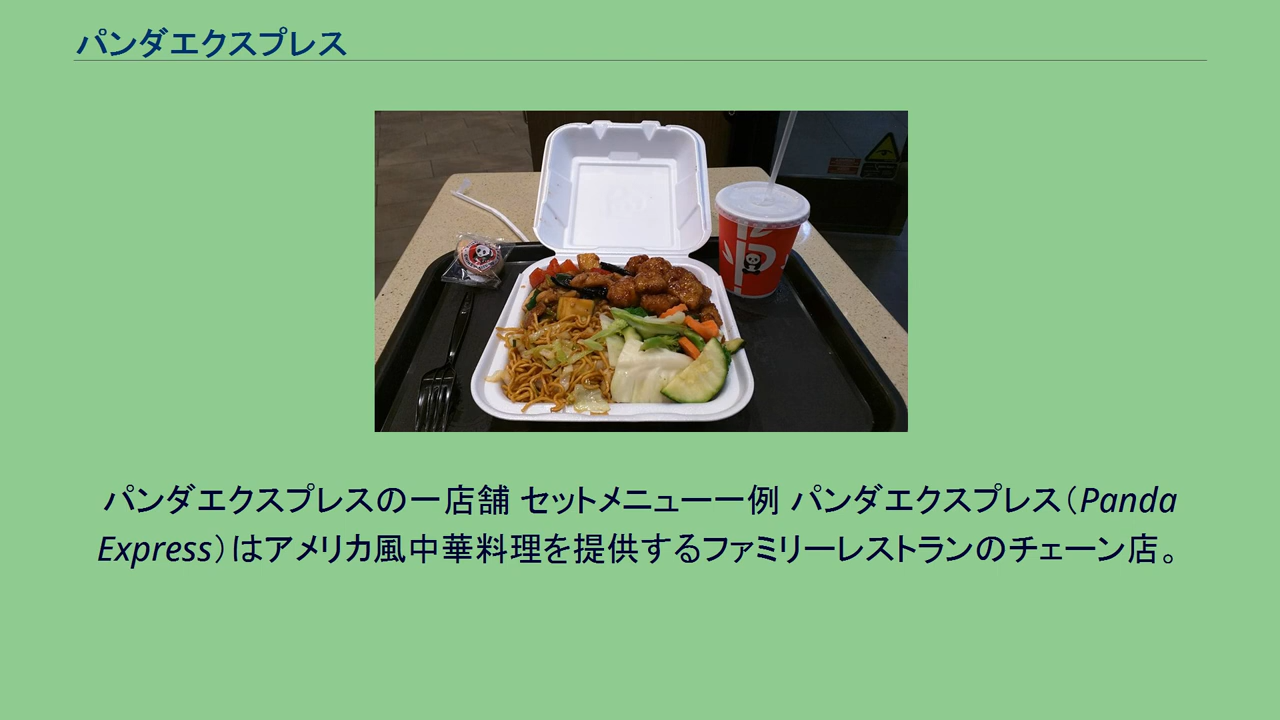 パンダエクスプレス
パンダエクスプレスの一店舗 セットメニュー一例 パンダエクスプレス（Panda
Express）はアメリカ風中華料理を提供するファミリーレストランのチェーン店。